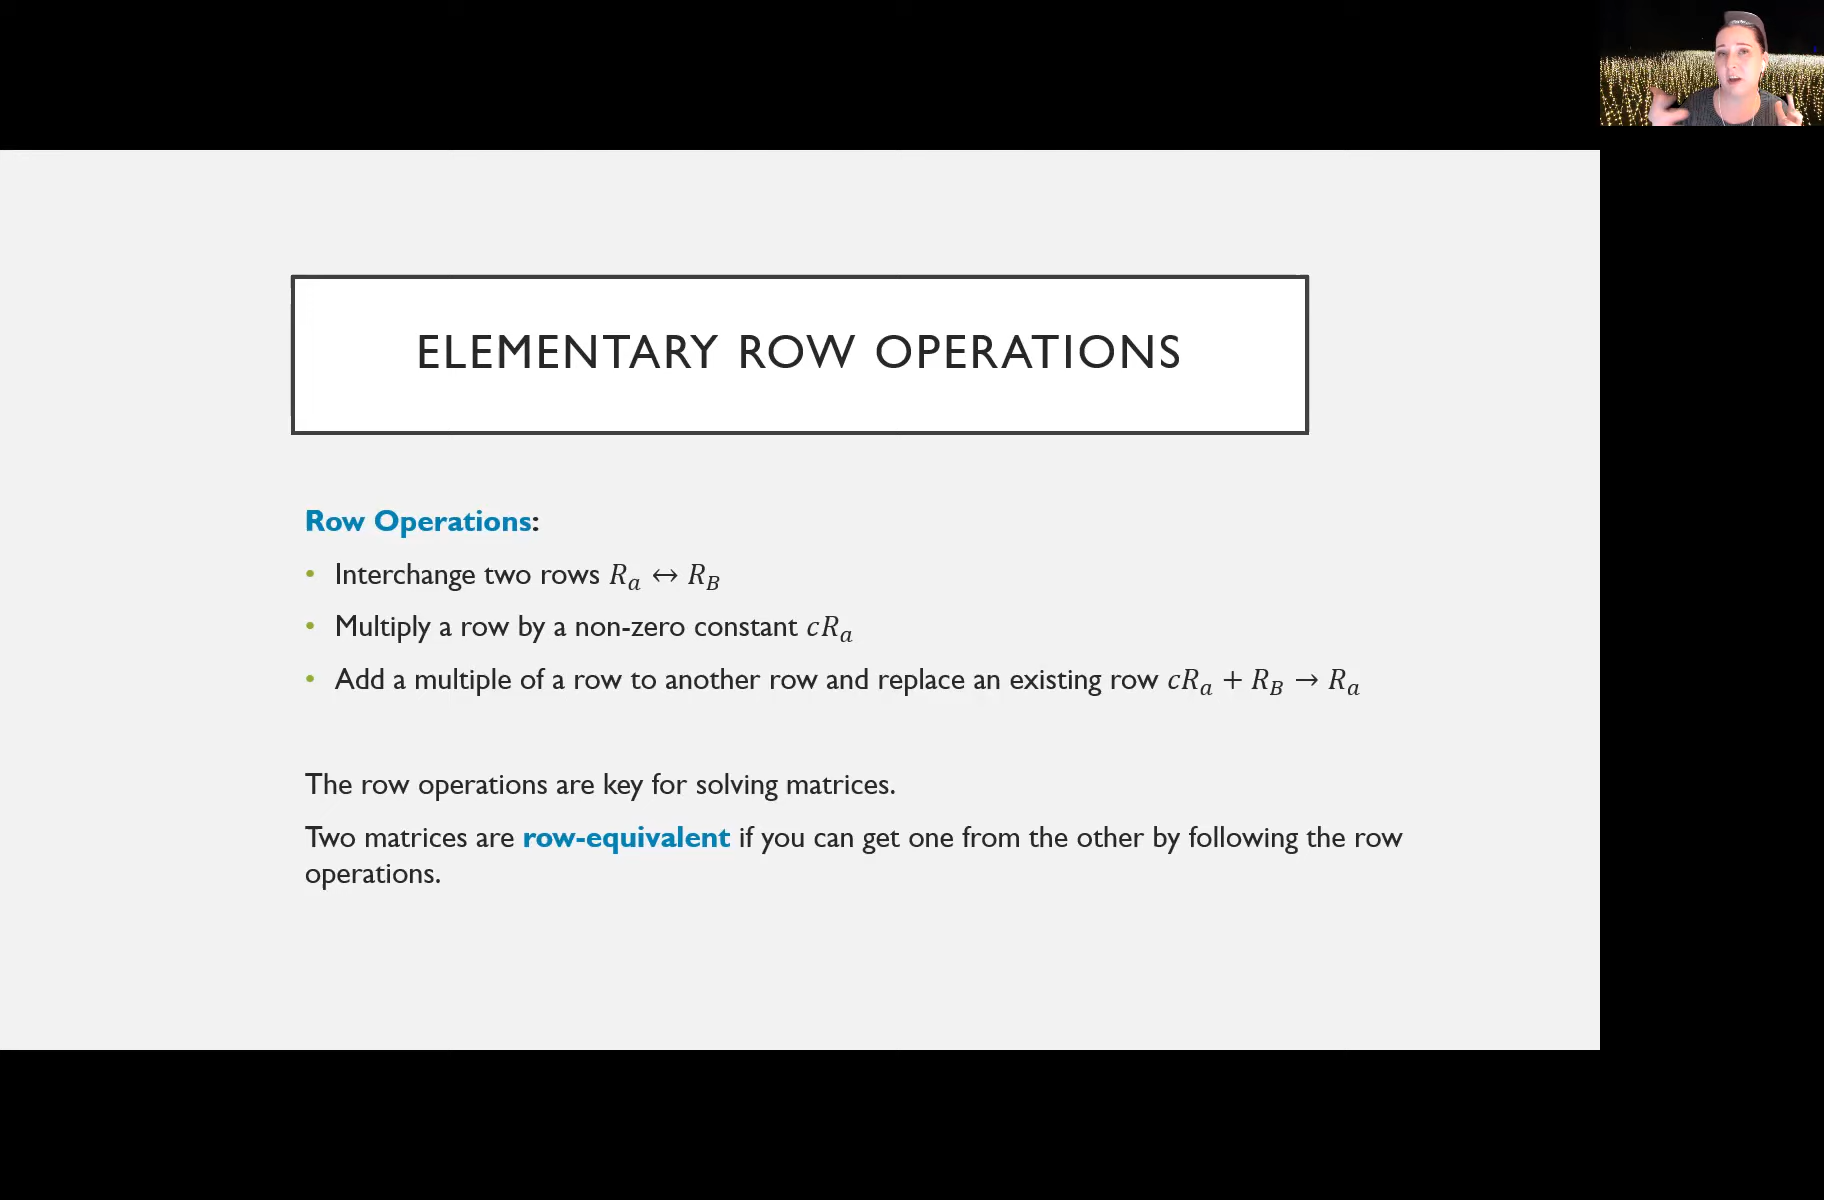 ELEMENTARY ROW OPERATIONS
Row Operations:
• Interchange two rows R_a ↔ R_B
• Multiply a row by a non-zero constant cR_a
• Add a multiple of a row to another row and replace an existing row cR_a + R_B → R_a
The row operations are key for solving matrices.
Two matrices are row-equivalent if you can get one from the other by following the row
operations.